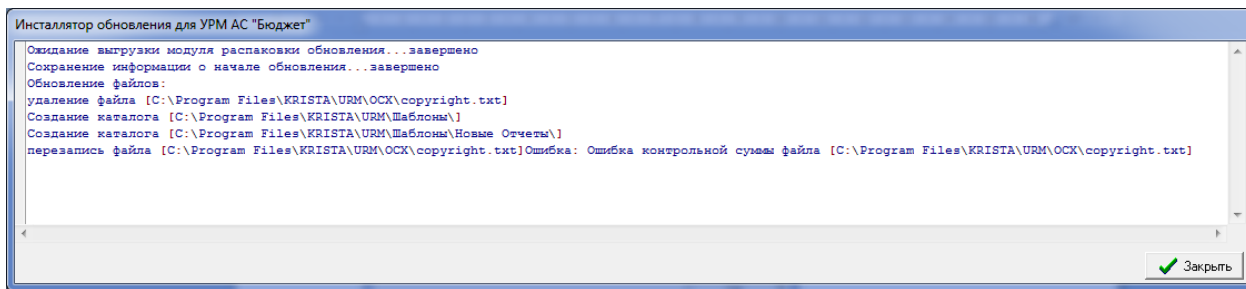 Инсталлятор обновления для УРМ АС "Бюджет"
Ожидание выгрузки модуля распаковки обновления...завершено
Сохранение информации о начале обновления...завершено
Обновление файлов:
удаление файла [C:\Program Files\KRISTA\URM\OCX\copyright.txt]
Создание каталога [C:\Program Files\KRISTA\URM\Шаблоны\]
Создание каталога [C:\Program Files\KRISTA\URM\Шаблоны\Новые Отчеты\]
перезапись файла [C:\Program Files\KRISTA\URM\OCX\copyright.txt]Ошибка: Ошибка контрольной суммы файла [C:\Program Files\KRISTA\URM\OCX\copyright.txt]
Закрыть